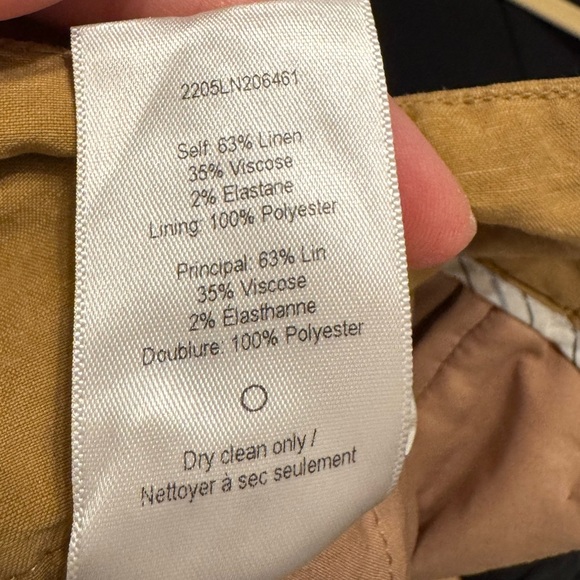 2205LN206461
Self: 63% Linen
35% Viscose
2% Elastane
Lining: 100% Polyester
Principal: 63% Lin
35% Viscose
2% Élasthanne
Doublure: 100% Polyester
Dry clean only /
Nettoyer à sec seulement